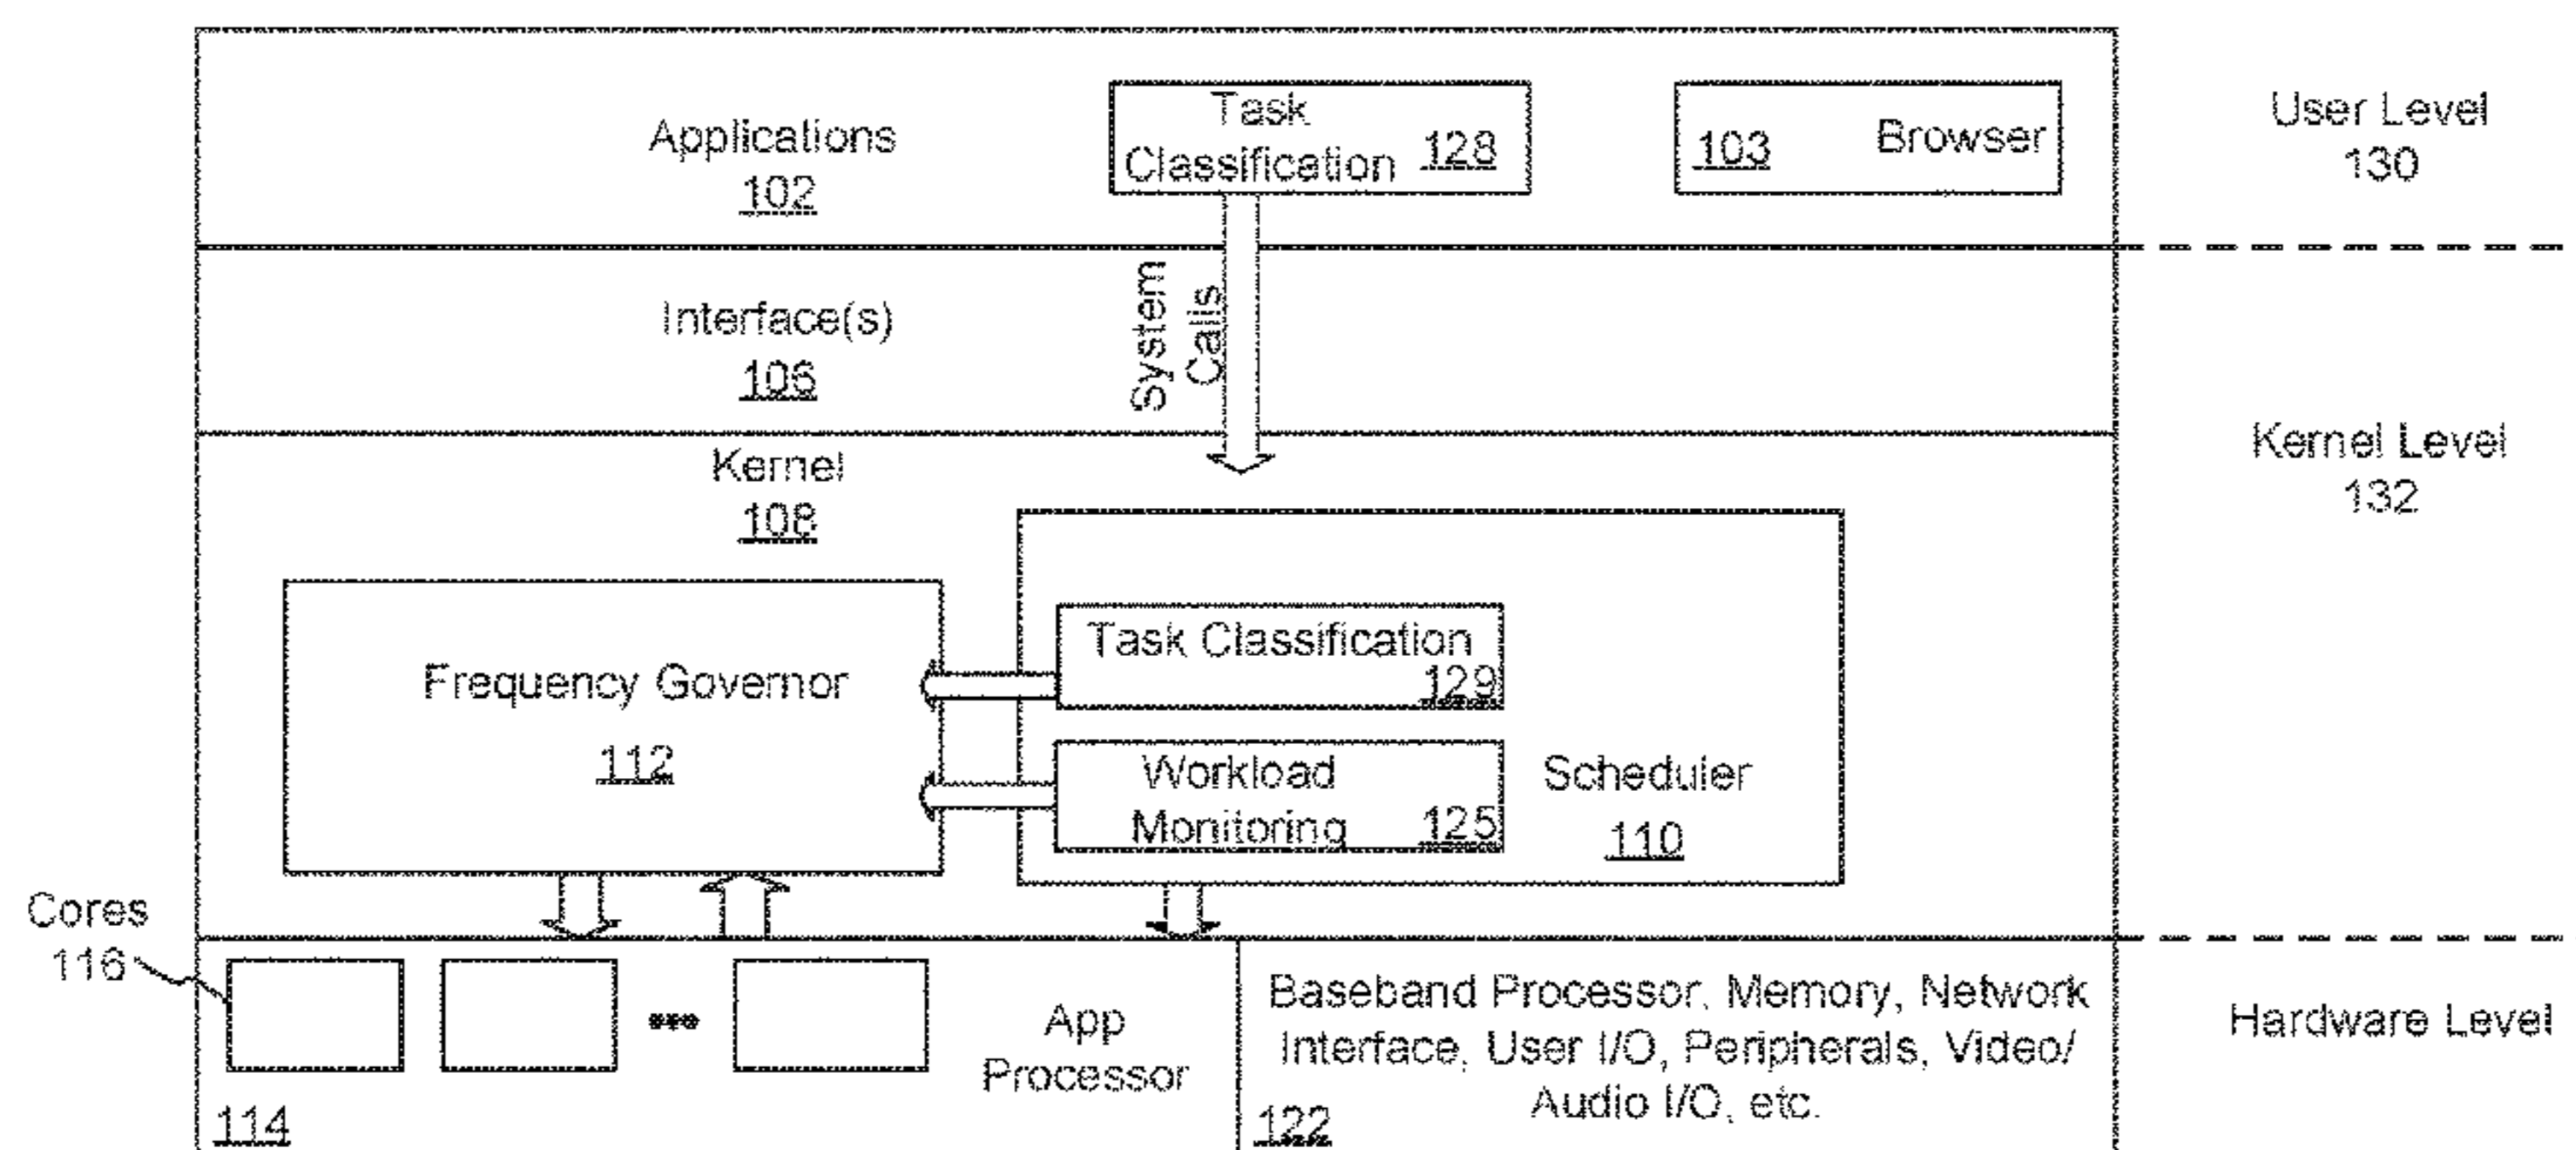 Applications
102
Task
Classification 128
103 Browser
User Level
130
Interface(s)
106
System
Calls
Kernel
108
Kernel Level
132
Frequency Governor
112
Task Classification
129
Workload
Monitoring 125
Scheduler
110
Cores
116
App
Processor
114
Baseband Processor, Memory, Network
Interface, User I/O, Peripherals, Video/
Audio I/O, etc.
122
Hardware Level